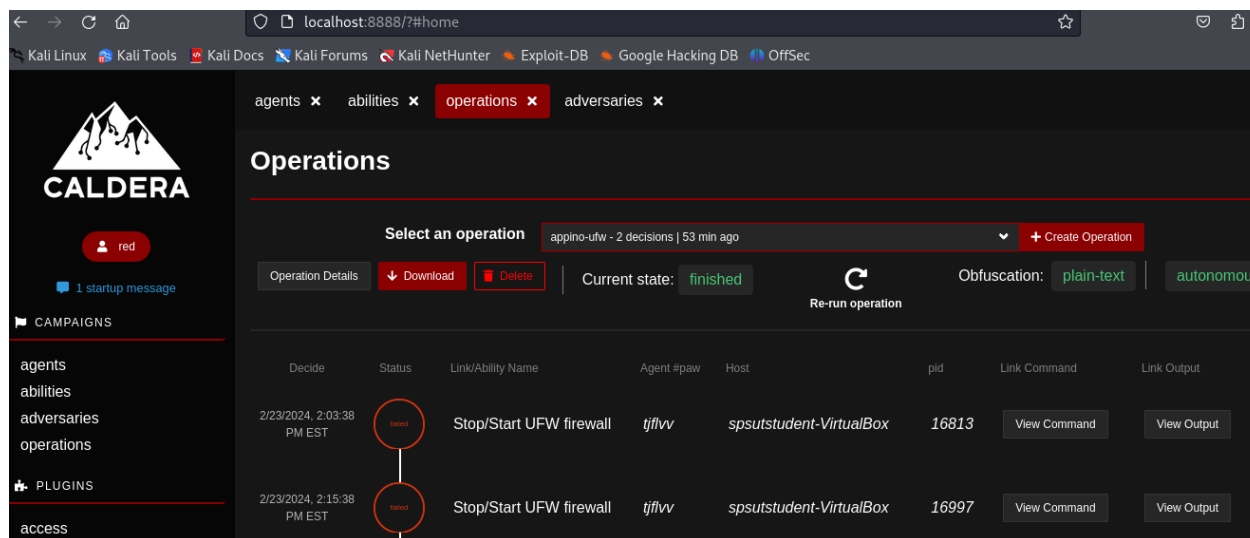 localhost:8888/?#home
Kali Linux Kali Tools Kali Docs Kali Forums Kali NetHunter Exploit-DB Google Hacking DB OffSec
agents × abilities × operations × adversaries ×
CALDERA
Operations
red
Select an operation appino-ufw - 2 decisions | 53 min ago + Create Operation
1 startup message
Operation Details Download Delete Current state: finished Re-run operation Obfuscation: plain-text autonomou
CAMPAIGNS
agents
abilities
adversaries
operations
PLUGINS
access
Decide Status Link/Ability Name Agent #paw Host pid Link Command Link Output
2/23/2024, 2:03:38
PM EST
failed Stop/Start UFW firewall tjflvv spsutstudent-VirtualBox 16813 View Command View Output
2/23/2024, 2:15:38
PM EST
failed Stop/Start UFW firewall tjflvv spsutstudent-VirtualBox 16997 View Command View Output